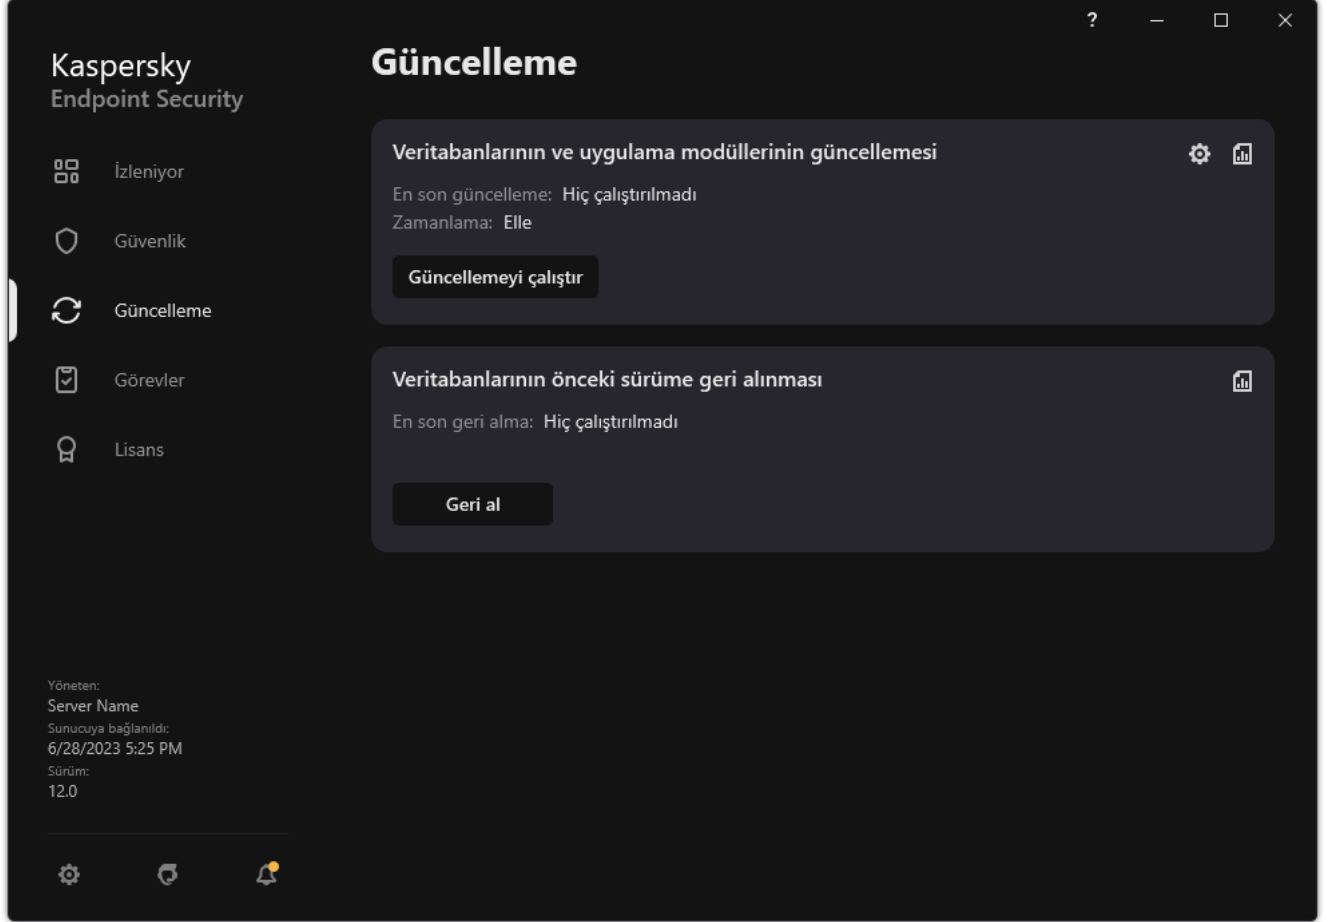 ?
Kaspersky
Endpoint Security
İzleniyor
Güvenlik
Güncelleme
Görevler
Lisans
Yöneten:
Server Name
Sunucuya bağlanıldı:
6/28/2023 5:25 PM
Sürüm:
12.0
Güncelleme
Veritabanlarının ve uygulama modüllerinin güncellemesi
En son güncelleme: Hiç çalıştırılmadı
Zamanlama: Elle
Güncellemeyi çalıştır
Veritabanlarının önceki sürüme geri alınması
En son geri alma: Hiç çalıştırılmadı
Geri al